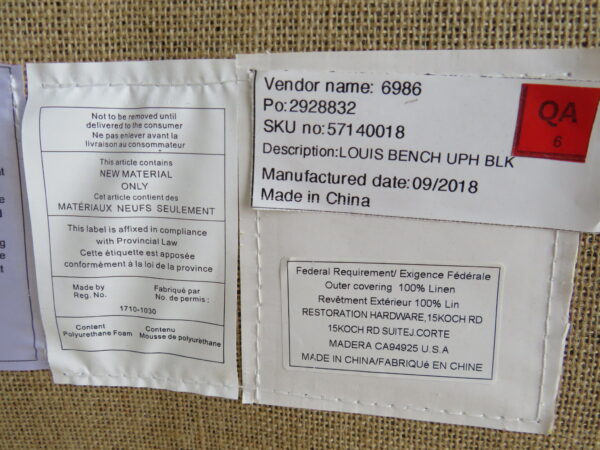 Not to be removed until
delivered to the consumer
Ne pas enlever avant la
livraison au consommateur
This article contains
NEW MATERIAL
ONLY
Cet article contient des
MATÉRIAUX NEUFS SEULEMENT
This label is affixed in compliance
with Provincial Law
Cette étiquette est apposée
conformément à la loi de la province
Made by Fabriqué par
Reg. No. No. de permis :
1710-1030
Content Contenu
Polyurethane Foam Mousse de polyuréthane
Vendor name: 6986
Po:2928832
SKU no:57140018
Description:LOUIS BENCH UPH BLK
Manufactured date:09/2018
Made in China
QA
6
Federal Requirement/ Exigence Fédérale
Outer covering 100% Linen
Revêtment Extérieur 100% Lin
RESTORATION HARDWARE,15KOCH RD
15KOCH RD SUITEJ.CORTE
MADERA CA94925 U.S.A
MADE IN CHINA/FABRIQUé EN CHINE